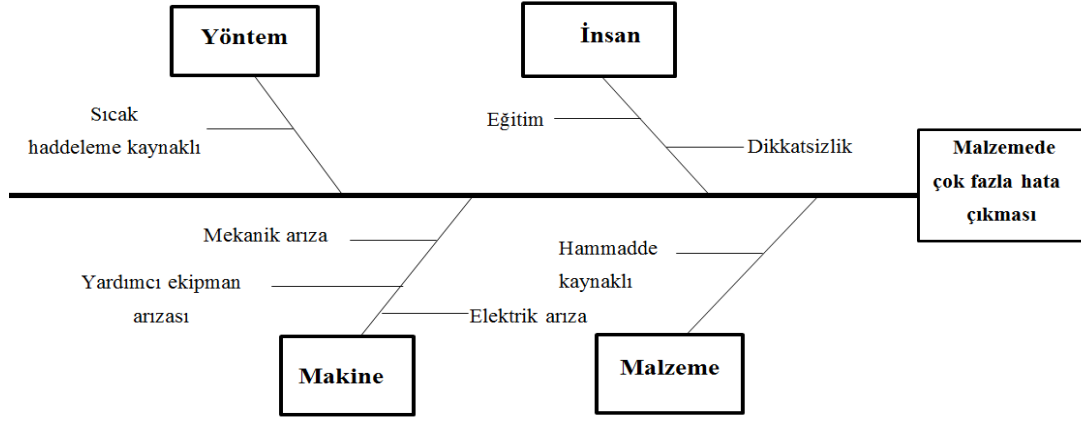 Yöntem
İnsan
Sıcak
haddeleme kaynaklı
Eğitim
Dikkatsizlik
Malzemede
çok fazla hata
çıkması
Mekanik arıza
Yardımcı ekipman
arızası
Elektrik arıza
Hammadde
kaynaklı
Makine
Malzeme